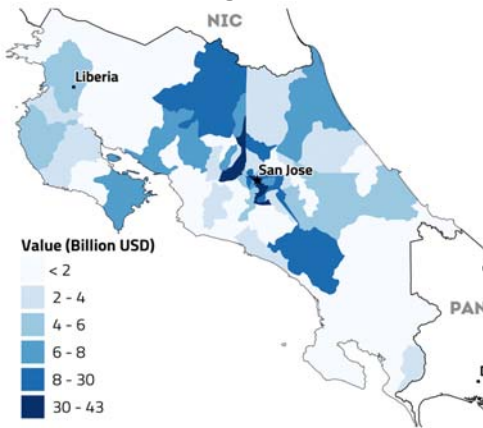 NIC
Liberia
San Jose
Value (Billion USD)
< 2
2 - 4
4 - 6
6 - 8
8 - 30
30 - 43
PAN